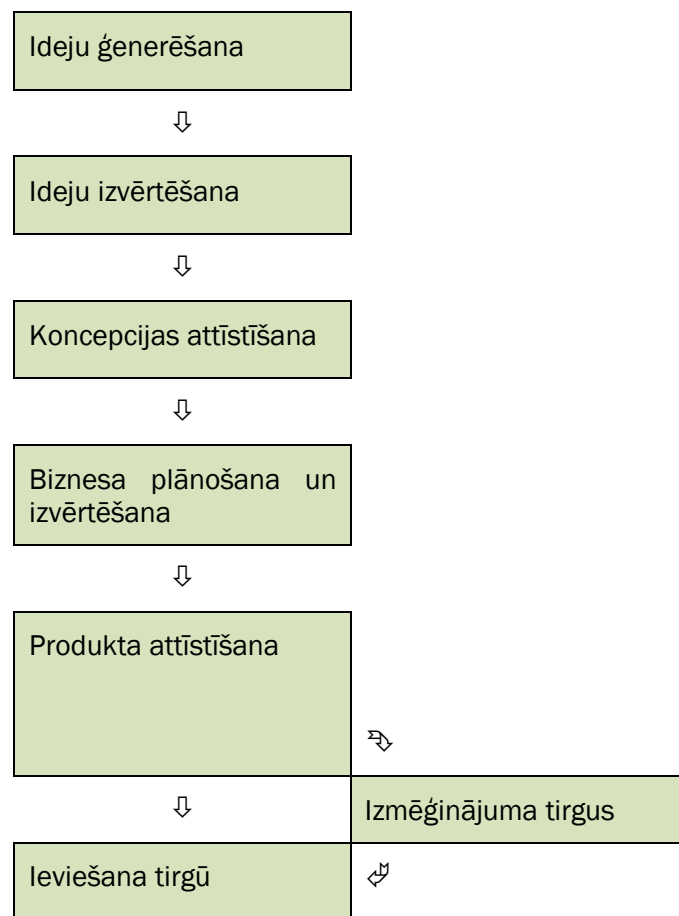 Ideju ģenerēšana
⇩
Ideju izvērtēšana
⇩
Koncepcijas attīstīšana
⇩
Biznesa plānošana un
izvērtēšana
⇩
Produkta attīstīšana
⇩
Izmēģinājuma tirgus
Ieviešana tirgū